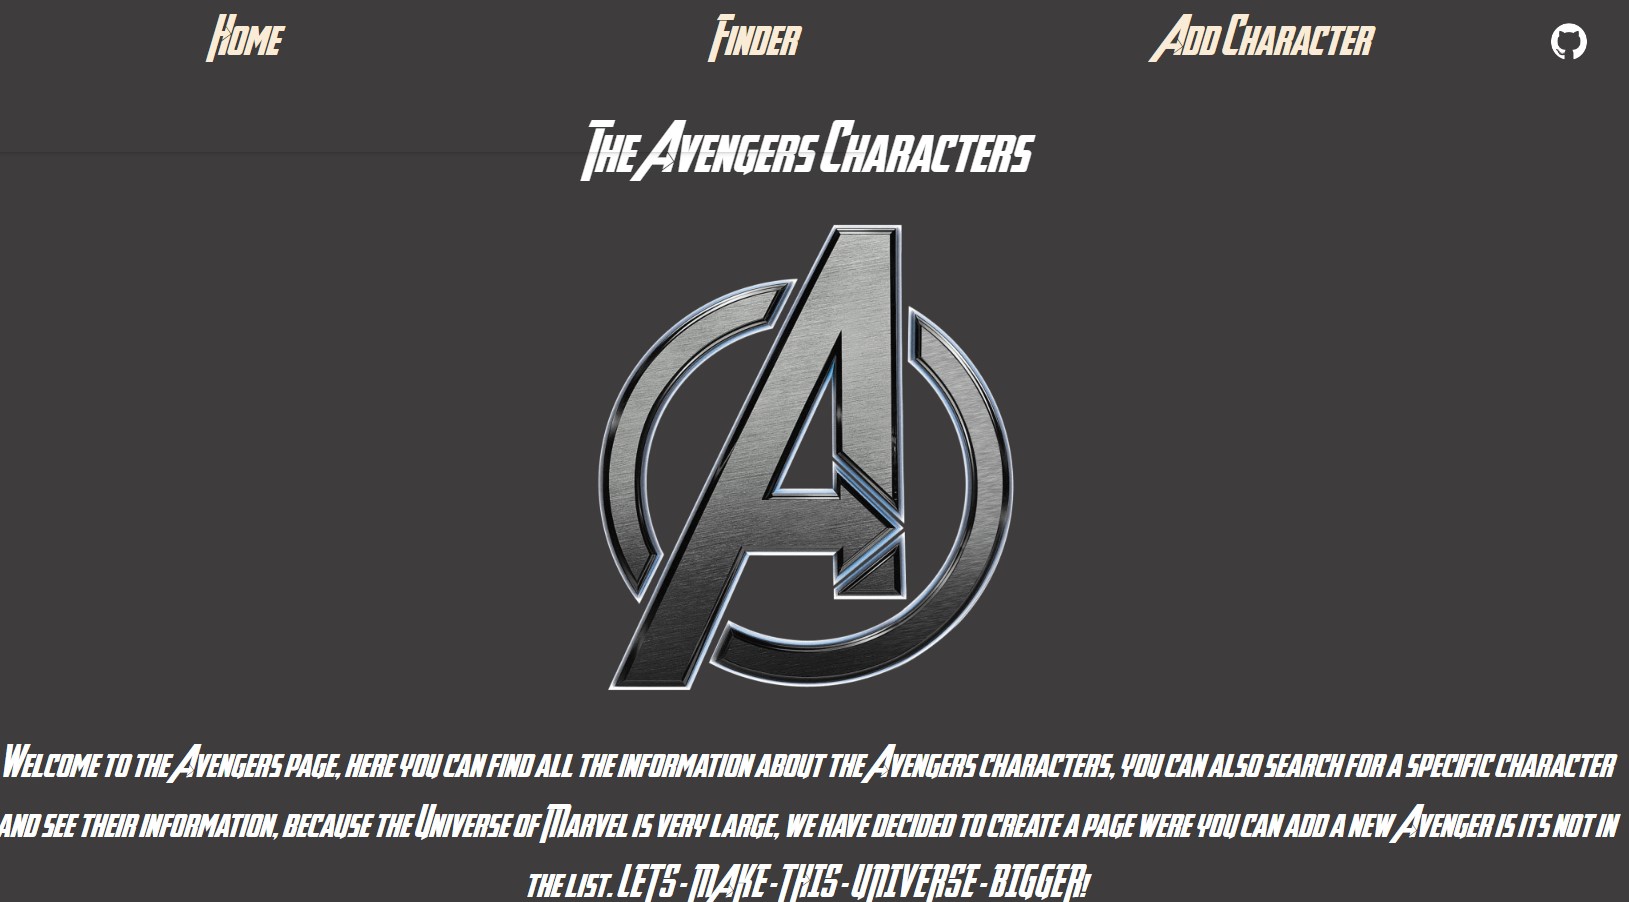 Home Finder Add Character
The Avengers Characters
Welcome to the Avengers page, here you can find all the information about the Avengers characters, you can also search for a specific character
and see their information, because the Universe of Marvel is very large, we have decided to create a page were you can add a new Avenger is its not in
the list. LETS - MAKE - THIS - UNIVERSE - BIGGER!